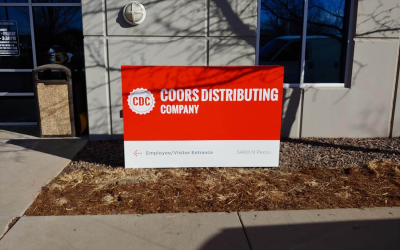 CDC
COORS DISTRIBUTING
COMPANY
Employee/Visitor Entrance